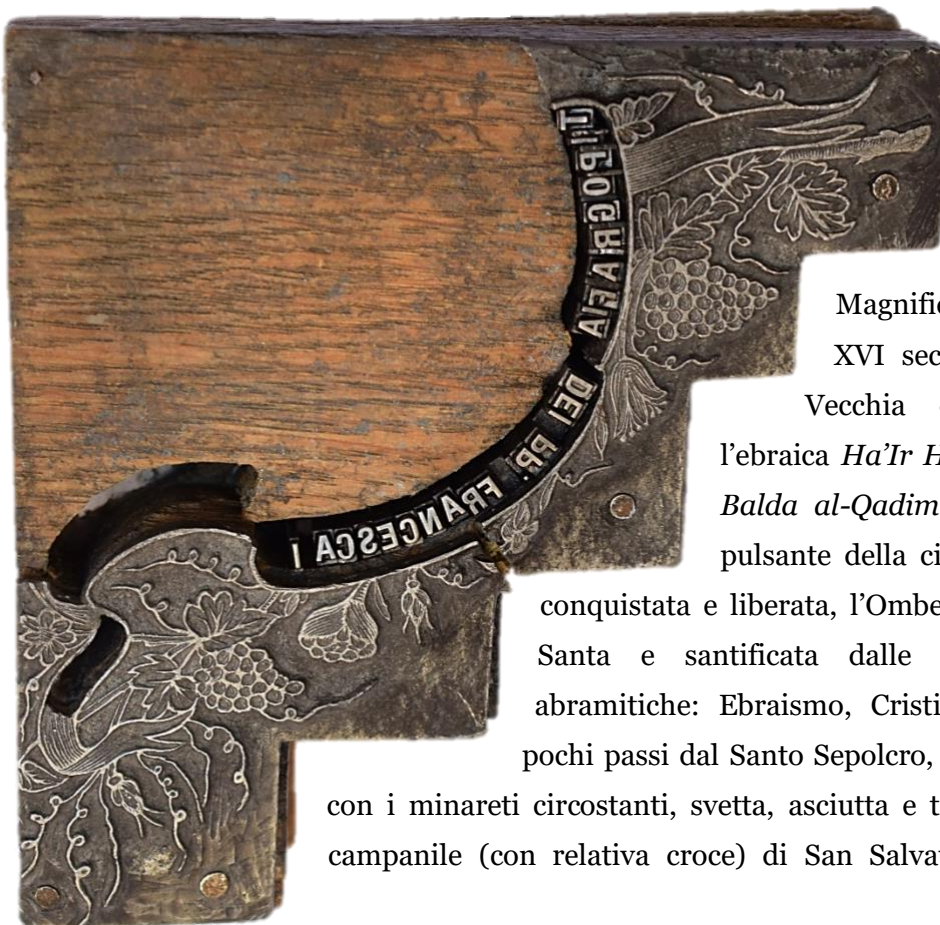 TIPOGRAFIA DEI PP. FRANCESCA I
Magnific
XVI sec
Vecchia
l'ebraica Ha’Ir H
Balda al-Qadim
pulsante della ci
conquistata e liberata, l’Ombe
Santa e santificata dalle
abramitiche: Ebraismo, Cristi
pochi passi dal Santo Sepolcro,
con i minareti circostanti, svetta, asciutta e t
campanile (con relativa croce) di San Salva